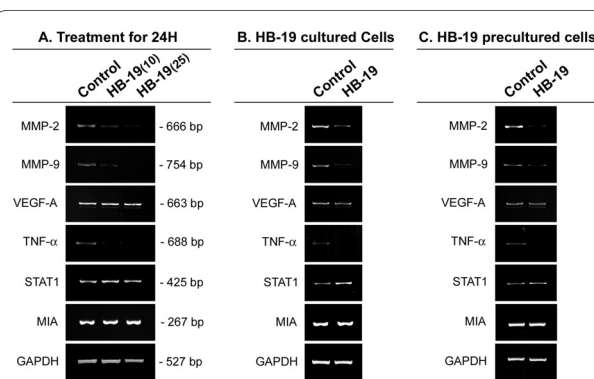 A. Treatment for 24H
Control HB-19(10) HB-19(25)
MMP-2 - 666 bp
MMP-9 - 754 bp
VEGF-A - 663 bp
TNF-α - 688 bp
STAT1 - 425 bp
MIA - 267 bp
GAPDH - 527 bp
B. HB-19 cultured Cells
Control HB-19
MMP-2
MMP-9
VEGF-A
TNF-α
STAT1
MIA
GAPDH
C. HB-19 precultured cells
Control HB-19
MMP-2
MMP-9
VEGF-A
TNF-α
STAT1
MIA
GAPDH